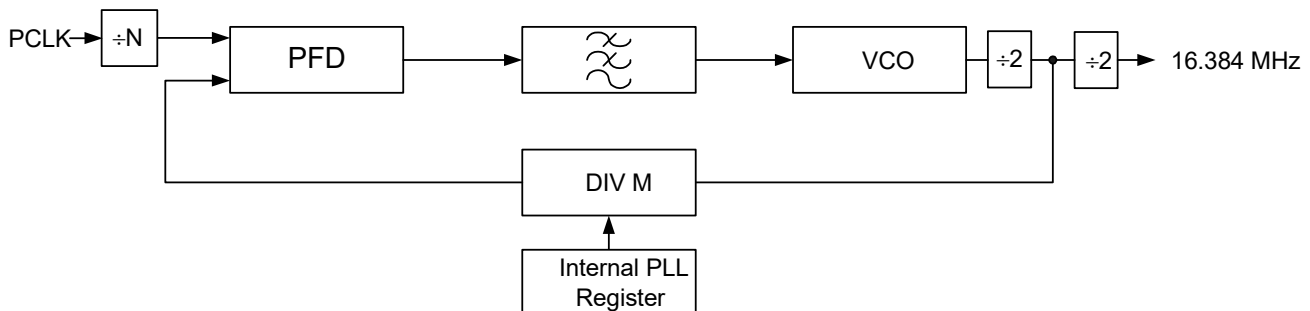 PCLK
÷N
PFD
VCO
÷2
÷2
16.384 MHz
DIV M
Internal PLL
Register